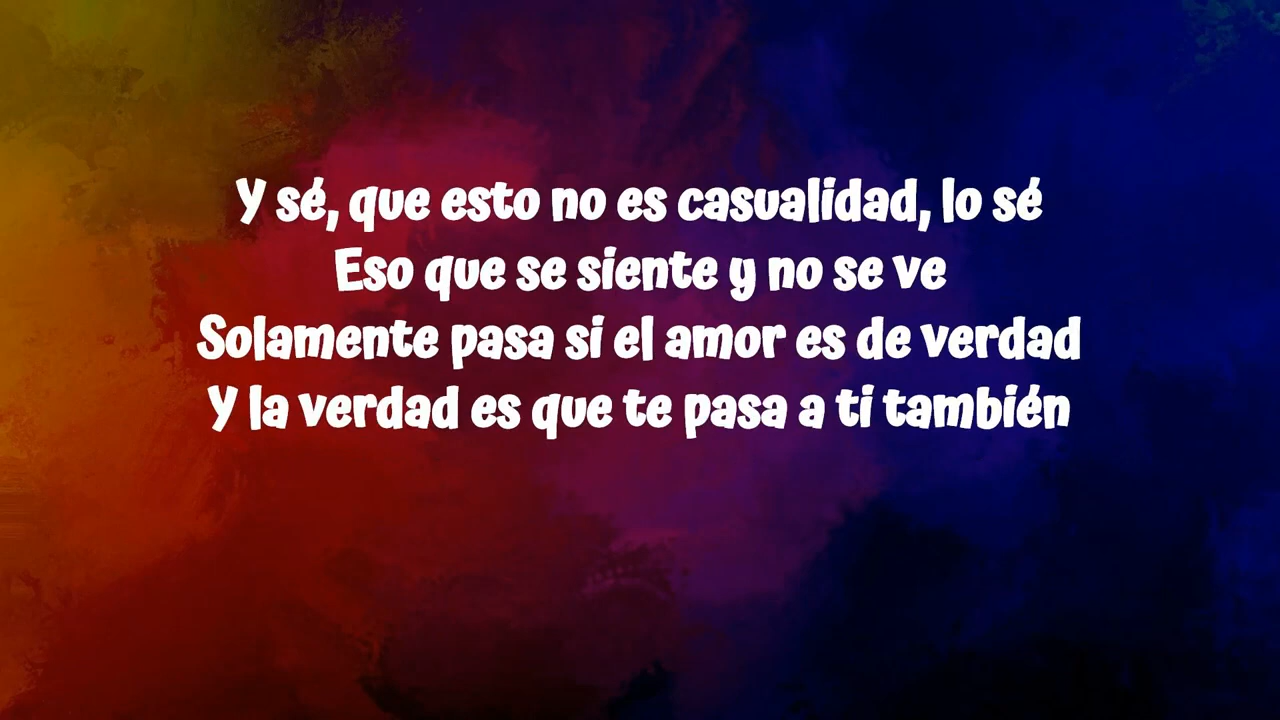 Y sé, que esto no es casualidad, lo sé
Eso que se siente y no se ve
Solamente pasa si el amor es de verdad
Y la verdad es que te pasa a ti también